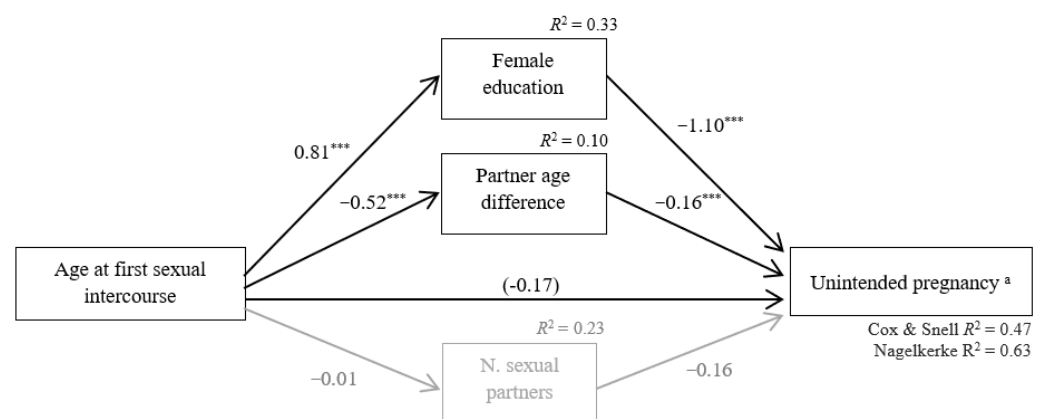 R² = 0.33
Female
education
0.81***
−1.10***
R² = 0.10
Partner age
difference
−0.52***
−0.16***
Age at first sexual
intercourse
(-0.17)
Unintended pregnancy ᵃ
R² = 0.23
Cox & Snell R² = 0.47
Nagelkerke R² = 0.63
N. sexual
partners
−0.01
−0.16